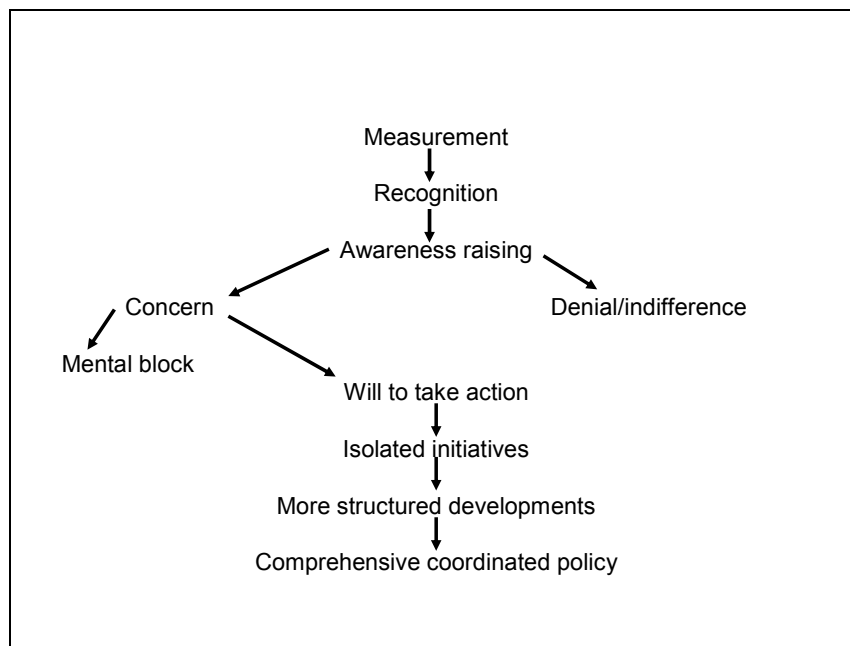 Measurement
Recognition
Awareness raising
Concern
Denial/indifference
Mental block
Will to take action
Isolated initiatives
More structured developments
Comprehensive coordinated policy